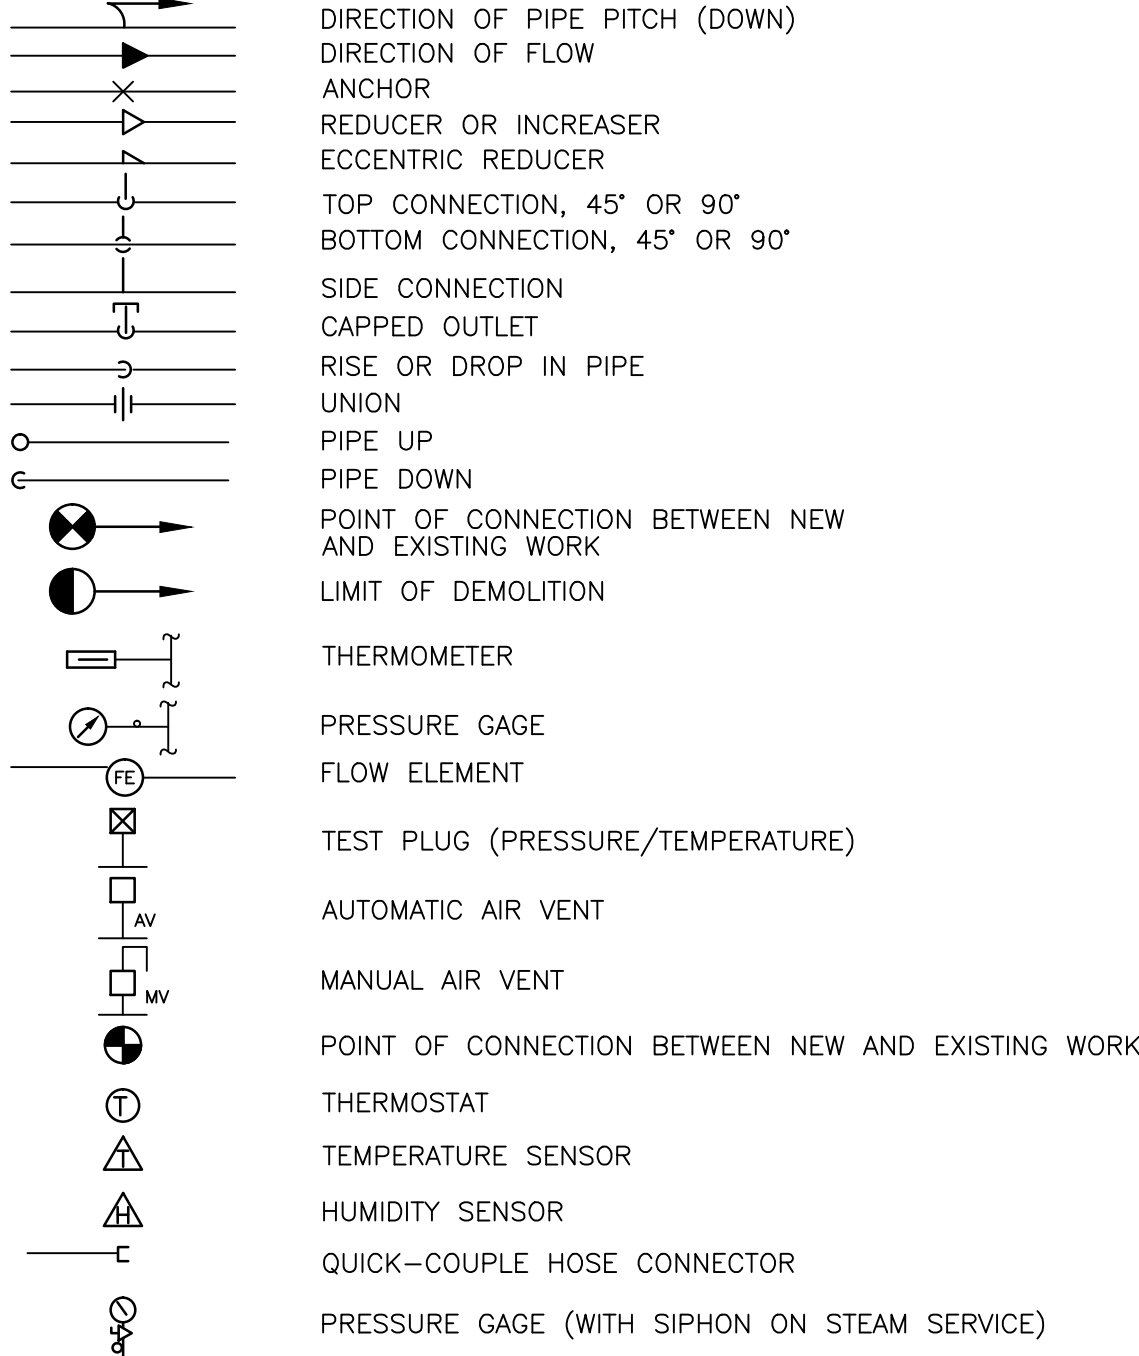 DIRECTION OF PIPE PITCH (DOWN)
DIRECTION OF FLOW
ANCHOR
REDUCER OR INCREASER
ECCENTRIC REDUCER
TOP CONNECTION, 45° OR 90°
BOTTOM CONNECTION, 45° OR 90°
SIDE CONNECTION
CAPPED OUTLET
RISE OR DROP IN PIPE
UNION
PIPE UP
PIPE DOWN
POINT OF CONNECTION BETWEEN NEW
AND EXISTING WORK
LIMIT OF DEMOLITION
THERMOMETER
PRESSURE GAGE
FE FLOW ELEMENT
TEST PLUG (PRESSURE/TEMPERATURE)
AV AUTOMATIC AIR VENT
MV MANUAL AIR VENT
POINT OF CONNECTION BETWEEN NEW AND EXISTING WORK
T THERMOSTAT
T TEMPERATURE SENSOR
H HUMIDITY SENSOR
QUICK-COUPLE HOSE CONNECTOR
PRESSURE GAGE (WITH SIPHON ON STEAM SERVICE)